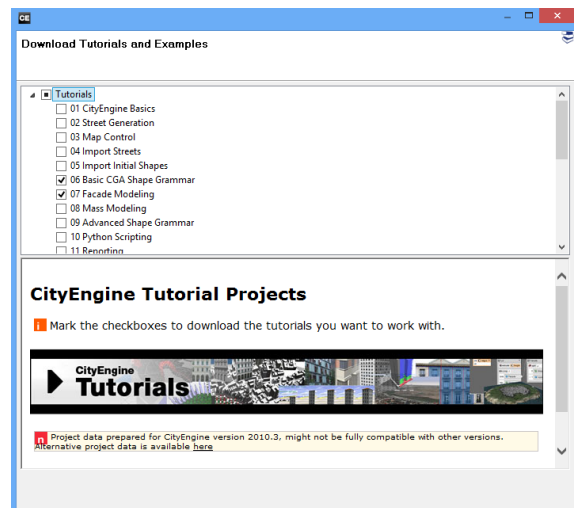 CE
Download Tutorials and Examples
Tutorials
01 CityEngine Basics
02 Street Generation
03 Map Control
04 Import Streets
05 Import Initial Shapes
06 Basic CGA Shape Grammar
07 Facade Modeling
08 Mass Modeling
09 Advanced Shape Grammar
10 Python Scripting
11 Reporting
CityEngine Tutorial Projects
i Mark the checkboxes to download the tutorials you want to work with.
CityEngine
Tutorials
n Project data prepared for CityEngine version 2010.3, might not be fully compatible with other versions.
Alternative project data is available here